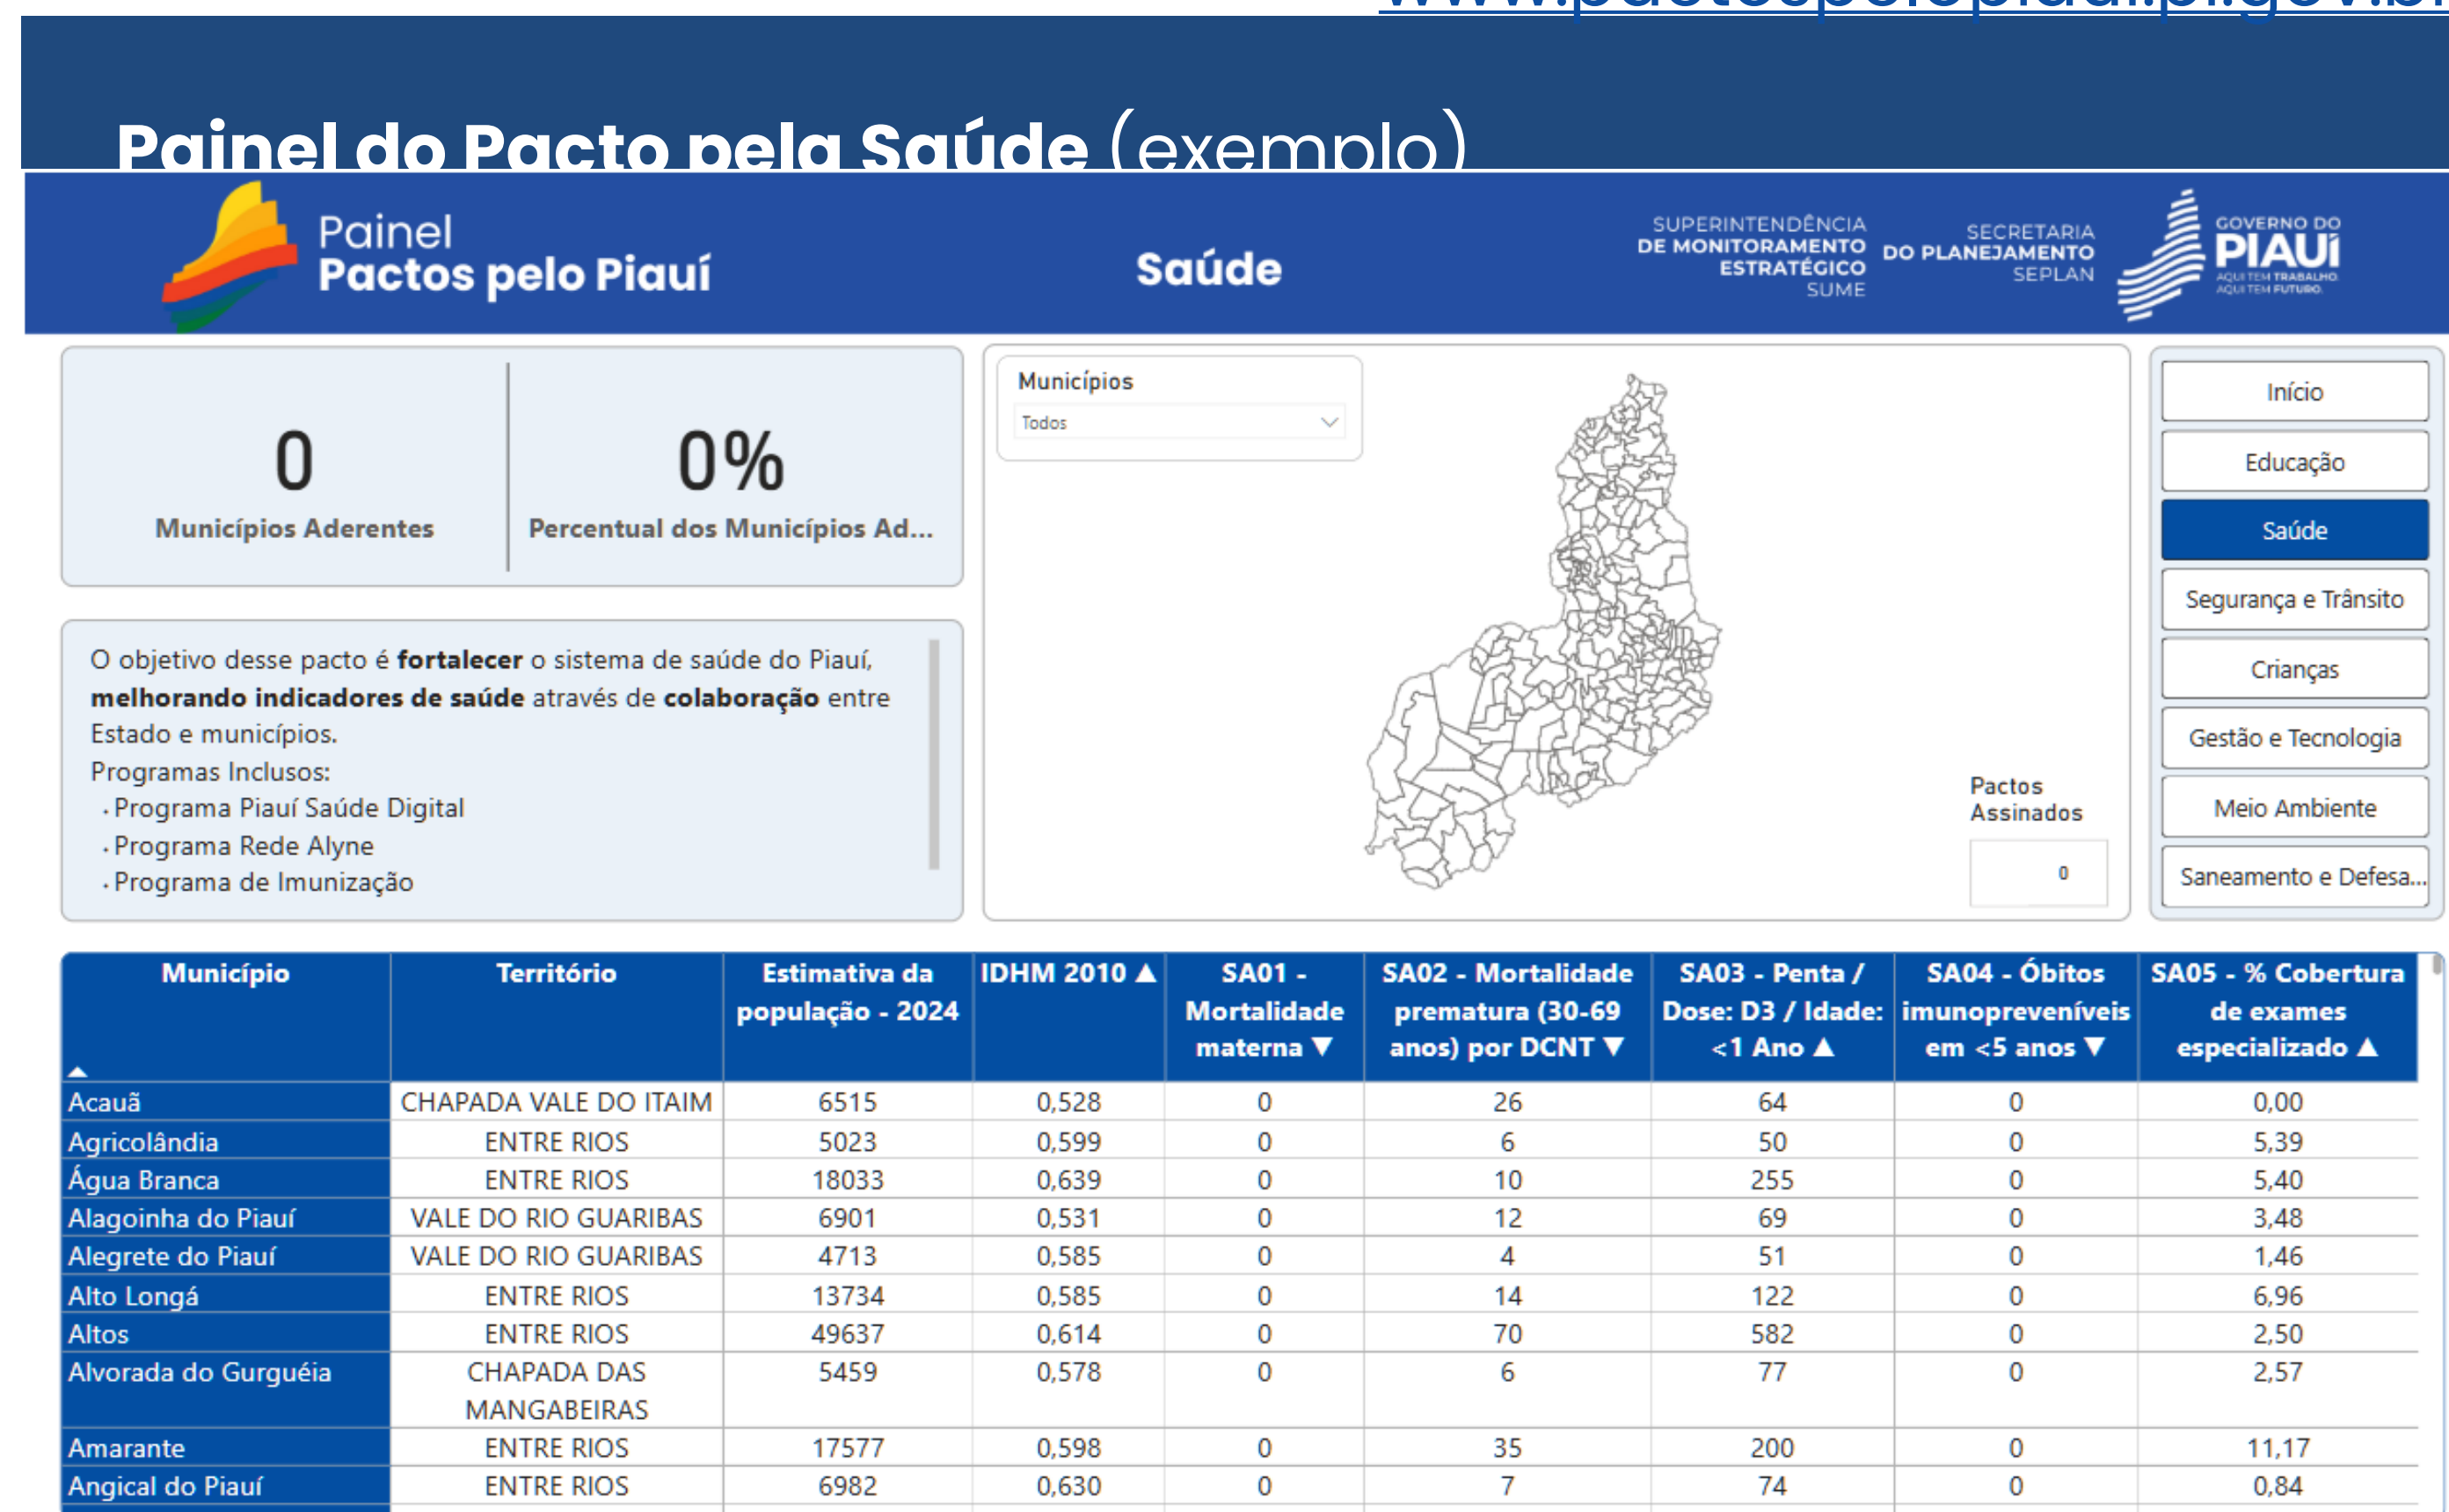 www.pactospelopiaui.pi.gov.br
Painel do Pacto pela Saúde (exemplo)
Painel
Pactos pelo Piauí
Saúde
SUPERINTENDÊNCIA
DE MONITORAMENTO
ESTRATÉGICO
SUME
SECRETARIA
DO PLANEJAMENTO
SEPLAN
GOVERNO DO
PIAUÍ
AQUI TEM TRABALHO.
AQUI TEM FUTURO.
0
Municípios Aderentes
0%
Percentual dos Municípios Ad...
O objetivo desse pacto é fortalecer o sistema de saúde do Piauí,
melhorando indicadores de saúde através de colaboração entre
Estado e municípios.
Programas Inclusos:
• Programa Piauí Saúde Digital
• Programa Rede Alyne
• Programa de Imunização
Municípios
Todos
Pactos
Assinados
0
Início
Educação
Saúde
Segurança e Trânsito
Crianças
Gestão e Tecnologia
Meio Ambiente
Saneamento e Defesa...
Município Território Estimativa da população - 2024 IDHM 2010 ▲ SA01 - Mortalidade materna ▼ SA02 - Mortalidade prematura (30-69 anos) por DCNT ▼ SA03 - Penta / Dose: D3 / Idade: <1 Ano ▲ SA04 - Óbitos imunopreveníveis em <5 anos ▼ SA05 - % Cobertura de exames especializado ▲
Acauã CHAPADA VALE DO ITAIM 6515 0,528 0 26 64 0 0,00
Agricolândia ENTRE RIOS 5023 0,599 0 6 50 0 5,39
Água Branca ENTRE RIOS 18033 0,639 0 10 255 0 5,40
Alagoinha do Piauí VALE DO RIO GUARIBAS 6901 0,531 0 12 69 0 3,48
Alegrete do Piauí VALE DO RIO GUARIBAS 4713 0,585 0 4 51 0 1,46
Alto Longá ENTRE RIOS 13734 0,585 0 14 122 0 6,96
Altos ENTRE RIOS 49637 0,614 0 70 582 0 2,50
Alvorada do Gurguéia CHAPADA DAS MANGABEIRAS 5459 0,578 0 6 77 0 2,57
Amarante ENTRE RIOS 17577 0,598 0 35 200 0 11,17
Angical do Piauí ENTRE RIOS 6982 0,630 0 7 74 0 0,84